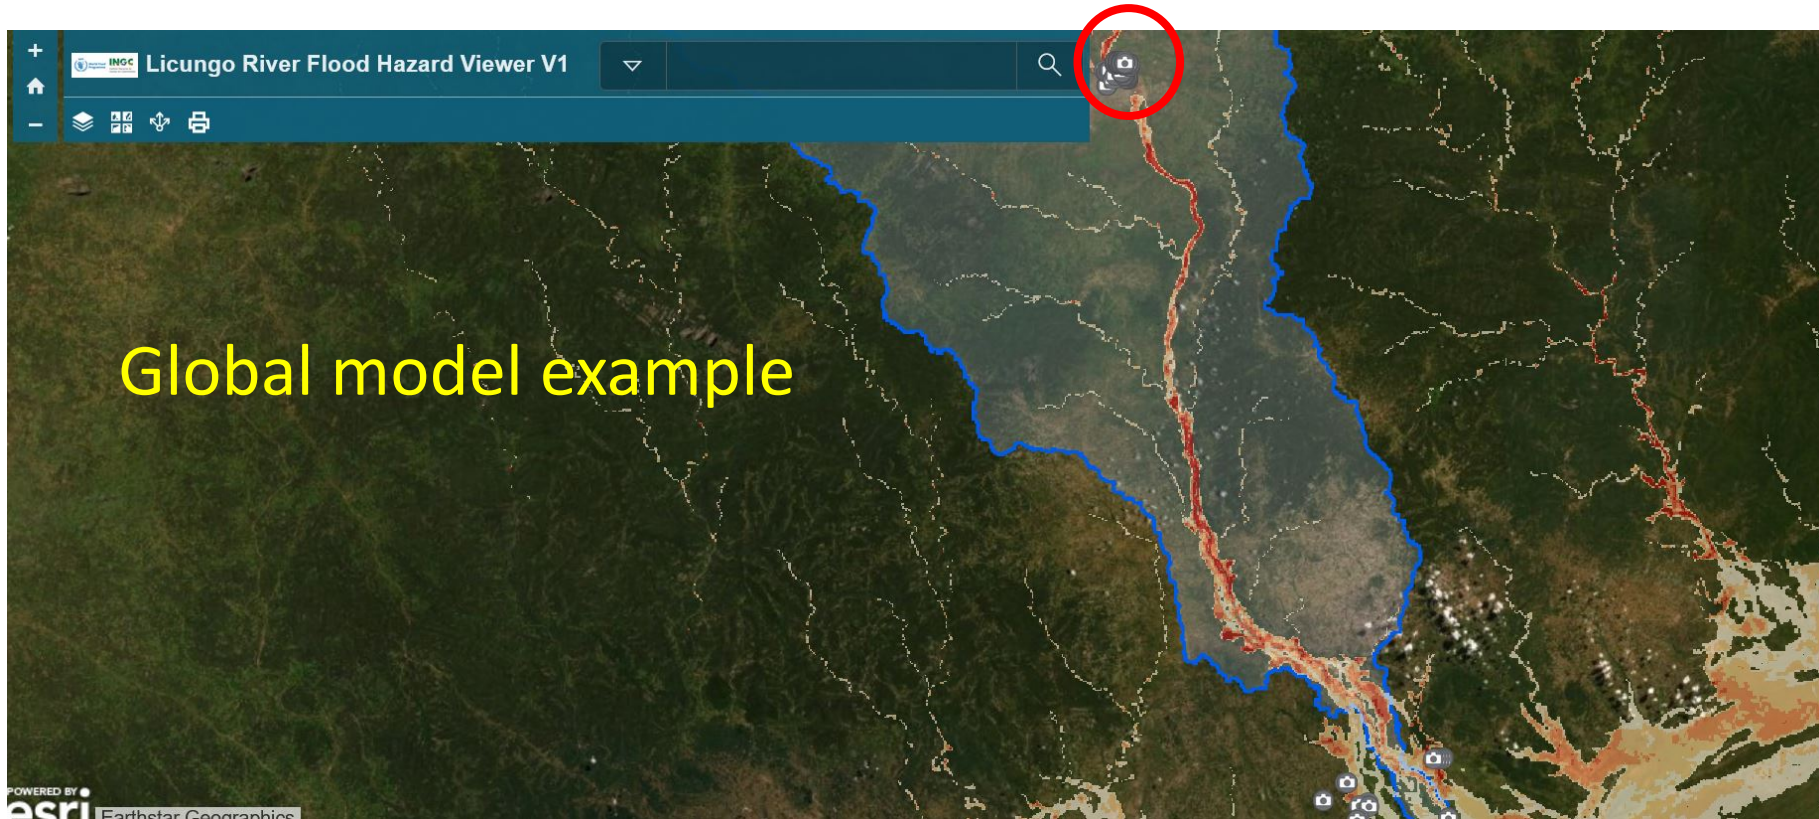 INGC
Licungo River Flood Hazard Viewer V1
Global model example
POWERED BY
esri
Earthstar Geographics